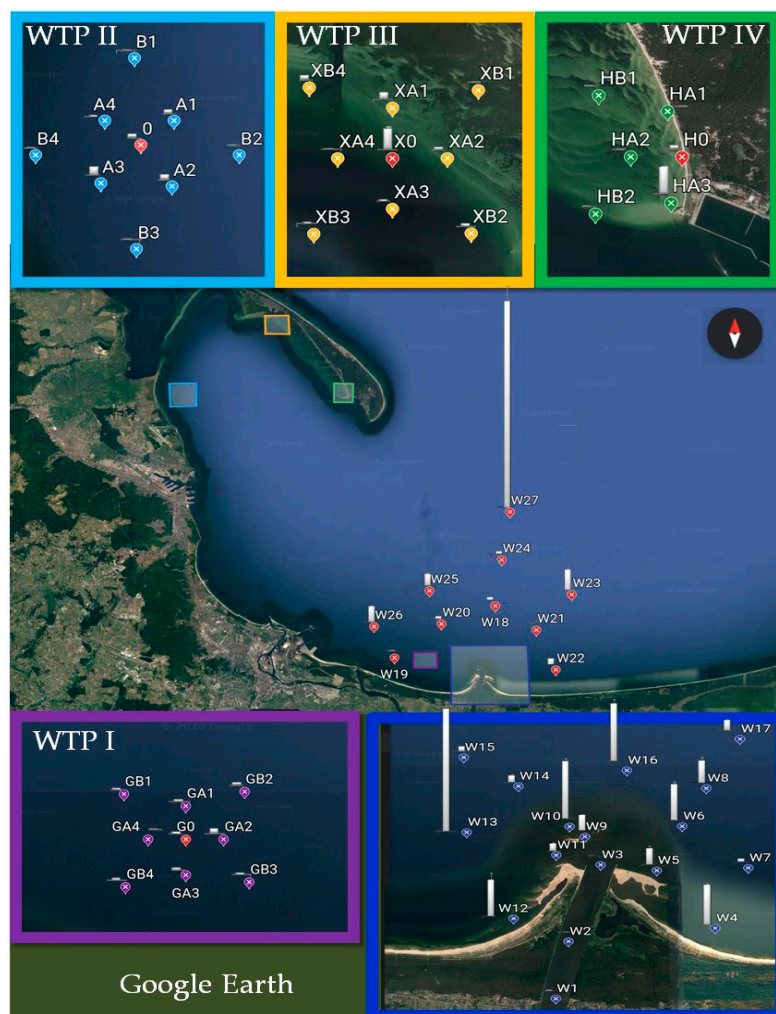 WTP II
B1
A4
A1
0
B4
B2
A3
A2
B3
WTP III
XB4
XA1
XB1
XA4
X0
XA2
XA3
XB3
XB2
WTP IV
HB1
HA1
HA2
H0
HA3
HB2
W27
W24
W25
W23
W18
W26
W20
W21
W19
W22
WTP I
GB1
GB2
GA1
GA4
G0
GA2
GB4
GA3
GB3
W17
W15
W16
W14
W8
W13
W10
W9
W6
W11
W3
W5
W7
W12
W4
W2
W1
Google Earth